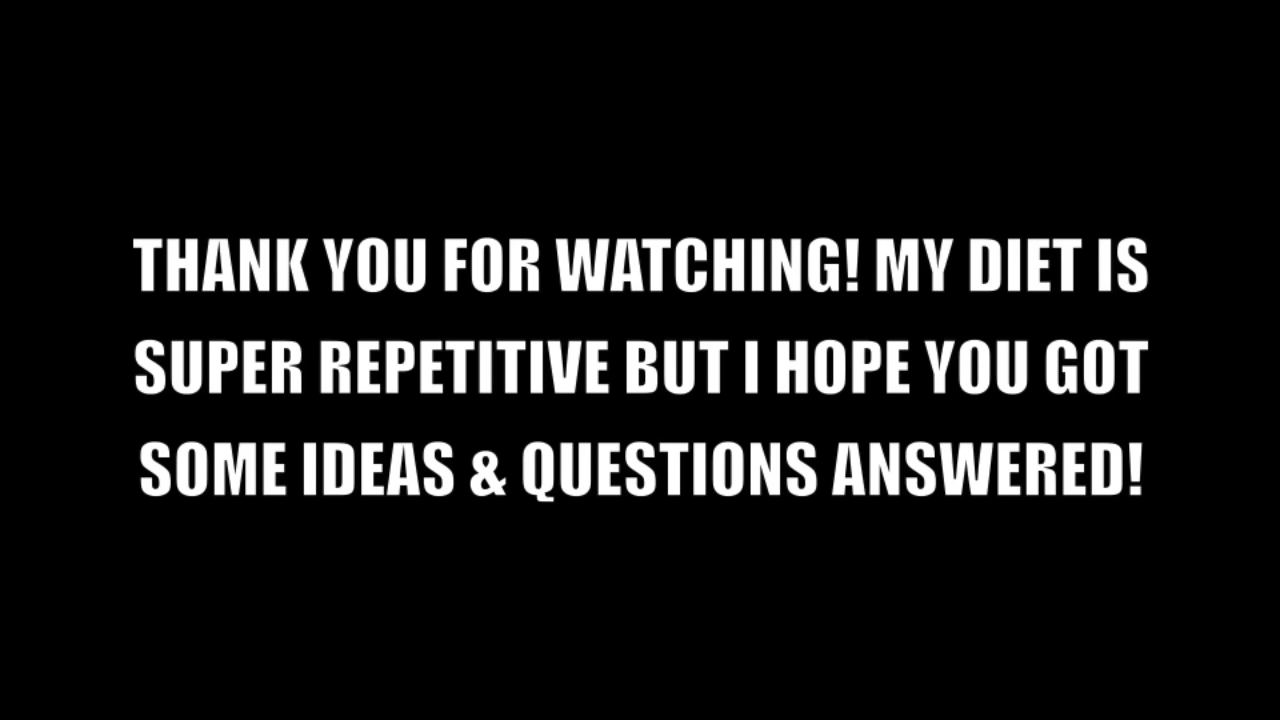 THANK YOU FOR WATCHING! MY DIET IS
SUPER REPETITIVE BUT I HOPE YOU GOT
SOME IDEAS & QUESTIONS ANSWERED!